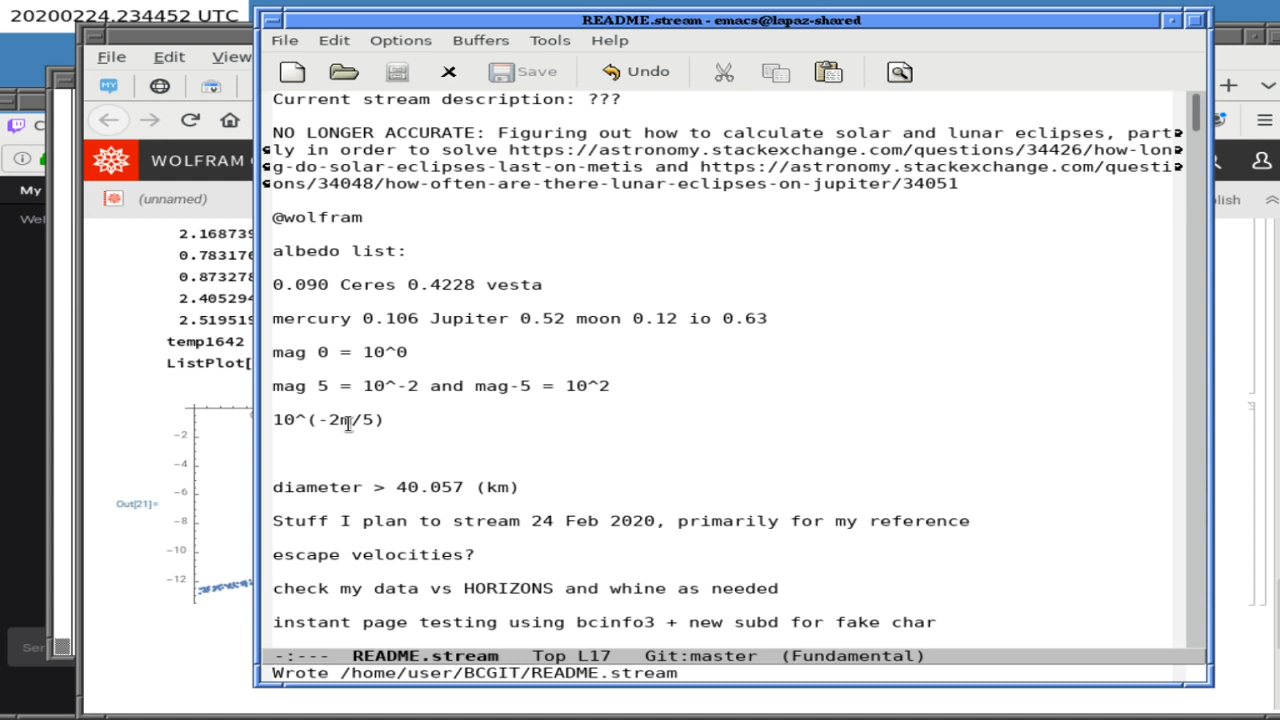 20200224.234452 UTC
README.stream - emacs@lapaz-shared
File Edit Options Buffers Tools Help
Save Undo
Current stream description: ???
NO LONGER ACCURATE: Figuring out how to calculate solar and lunar eclipses, part
ly in order to solve https://astronomy.stackexchange.com/questions/34426/how-lon
g-do-solar-eclipses-last-on-metis and https://astronomy.stackexchange.com/questi
ons/34048/how-often-are-there-lunar-eclipses-on-jupiter/34051
@wolfram
albedo list:
0.090 Ceres 0.4228 vesta
mercury 0.106 Jupiter 0.52 moon 0.12 io 0.63
mag 0 = 10^0
mag 5 = 10^-2 and mag-5 = 10^2
10^(-2m/5)
diameter > 40.057 (km)
Stuff I plan to stream 24 Feb 2020, primarily for my reference
escape velocities?
check my data vs HORIZONS and whine as needed
instant page testing using bcinfo3 + new subd for fake char
-:--- README.stream Top L17 Git:master (Fundamental)
Wrote /home/user/BCGIT/README.stream
File Edit View
MY
WOLFRAM
(unnamed)
2.168739
0.783176
0.873278
2.405294
2.519519
temp1642
ListPlot[
-2
-4
-6
Out[21]=
-8
-10
-12
My